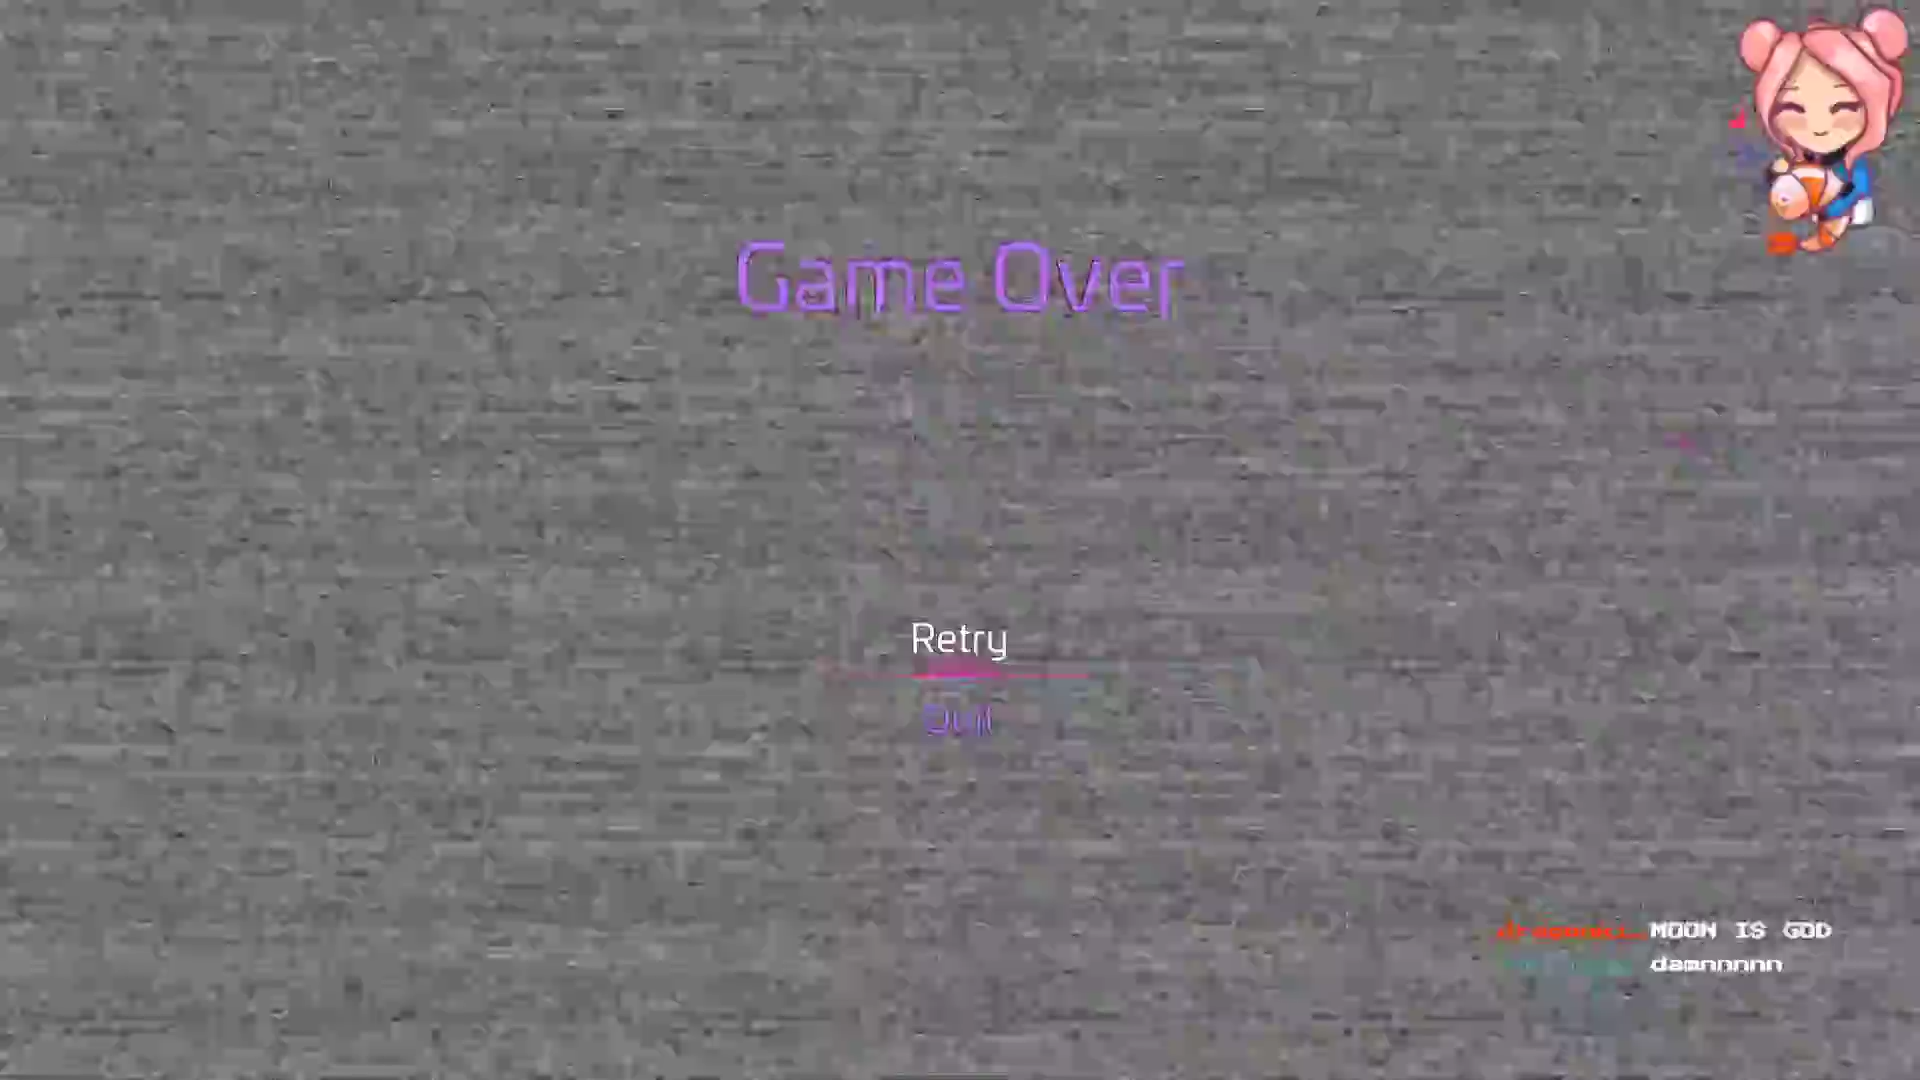 Game Over
Retry
Quit
MOON IS GOD
damnnnnn